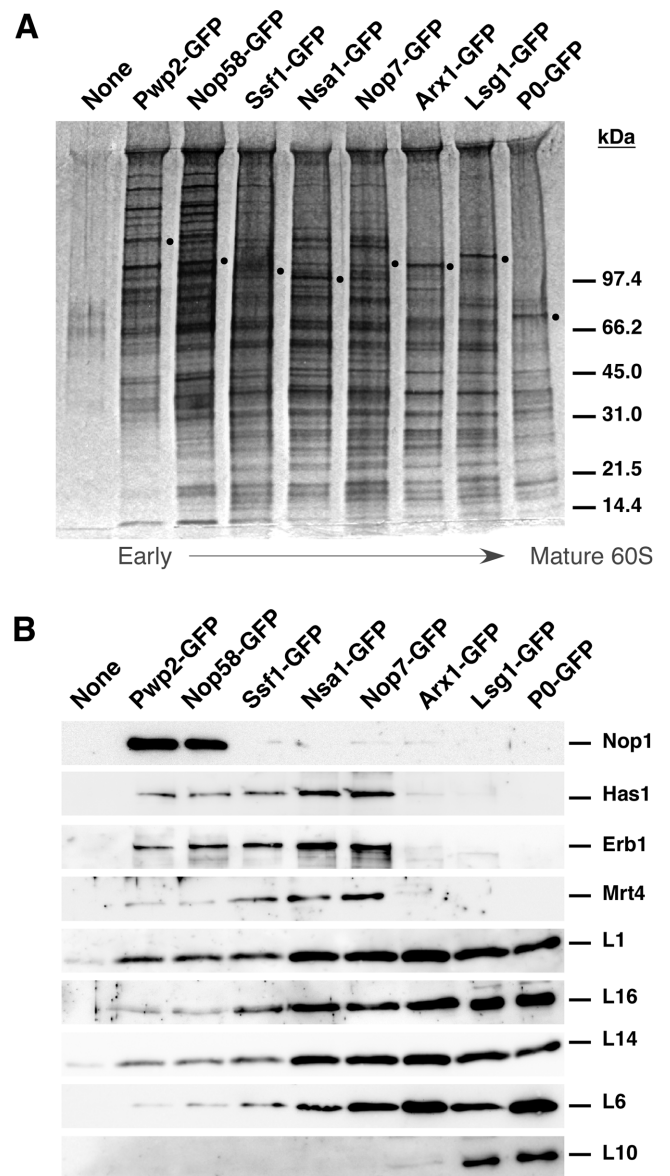 A
None Pwp2-GFP Nop58-GFP Ssf1-GFP Nsa1-GFP Nop7-GFP Arx1-GFP Lsg1-GFP P0-GFP
kDa
97.4
66.2
45.0
31.0
21.5
14.4
Early Mature 60S
B
None Pwp2-GFP Nop58-GFP Ssf1-GFP Nsa1-GFP Nop7-GFP Arx1-GFP Lsg1-GFP P0-GFP
Nop1
Has1
Erb1
Mrt4
L1
L16
L14
L6
L10